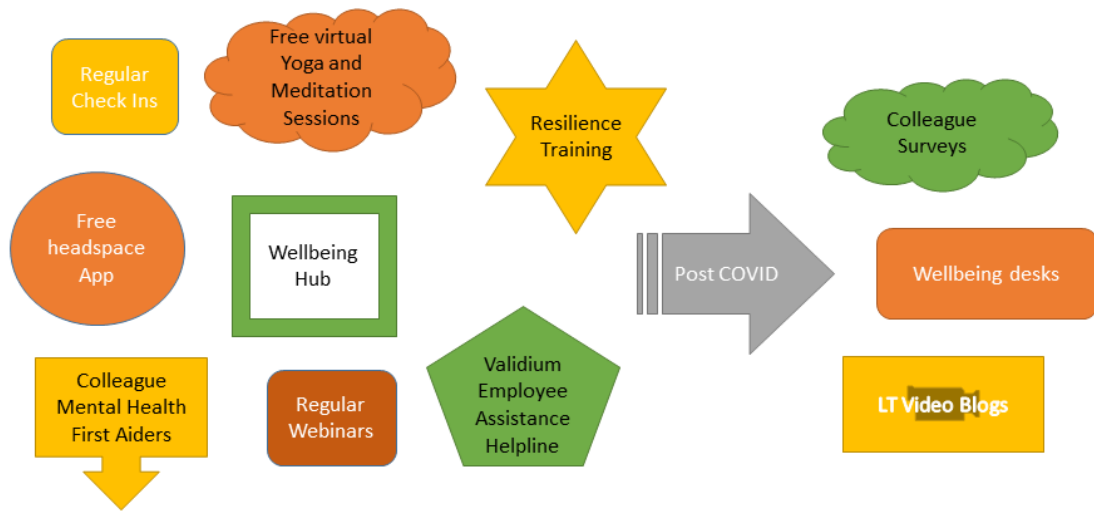 Regular
Check Ins
Free virtual
Yoga and
Meditation
Sessions
Resilience
Training
Colleague
Surveys
Free
headspace
App
Wellbeing
Hub
Post COVID
Wellbeing desks
Colleague
Mental Health
First Aiders
Regular
Webinars
Validium
Employee
Assistance
Helpline
LT Video Blogs